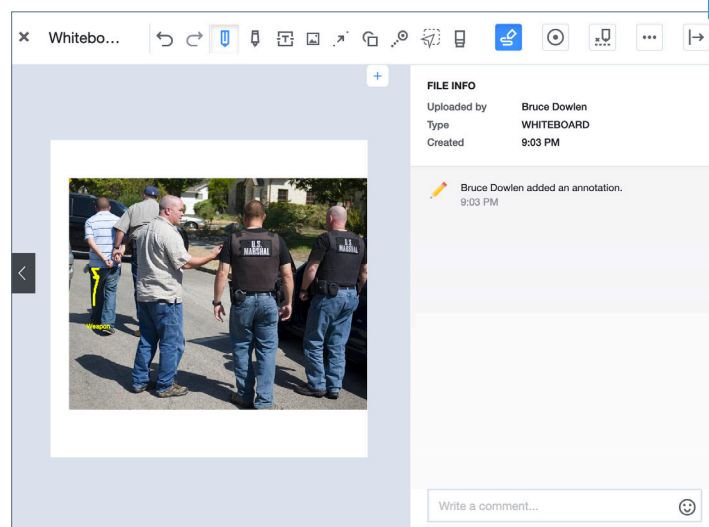 Whitebo...
FILE INFO
Uploaded by Bruce Dowlen
Type WHITEBOARD
Created 9:03 PM
Bruce Dowlen added an annotation.
9:03 PM
U.S.
MARSHAL
U.S.
MARSHAL
Weapon
Write a comment...